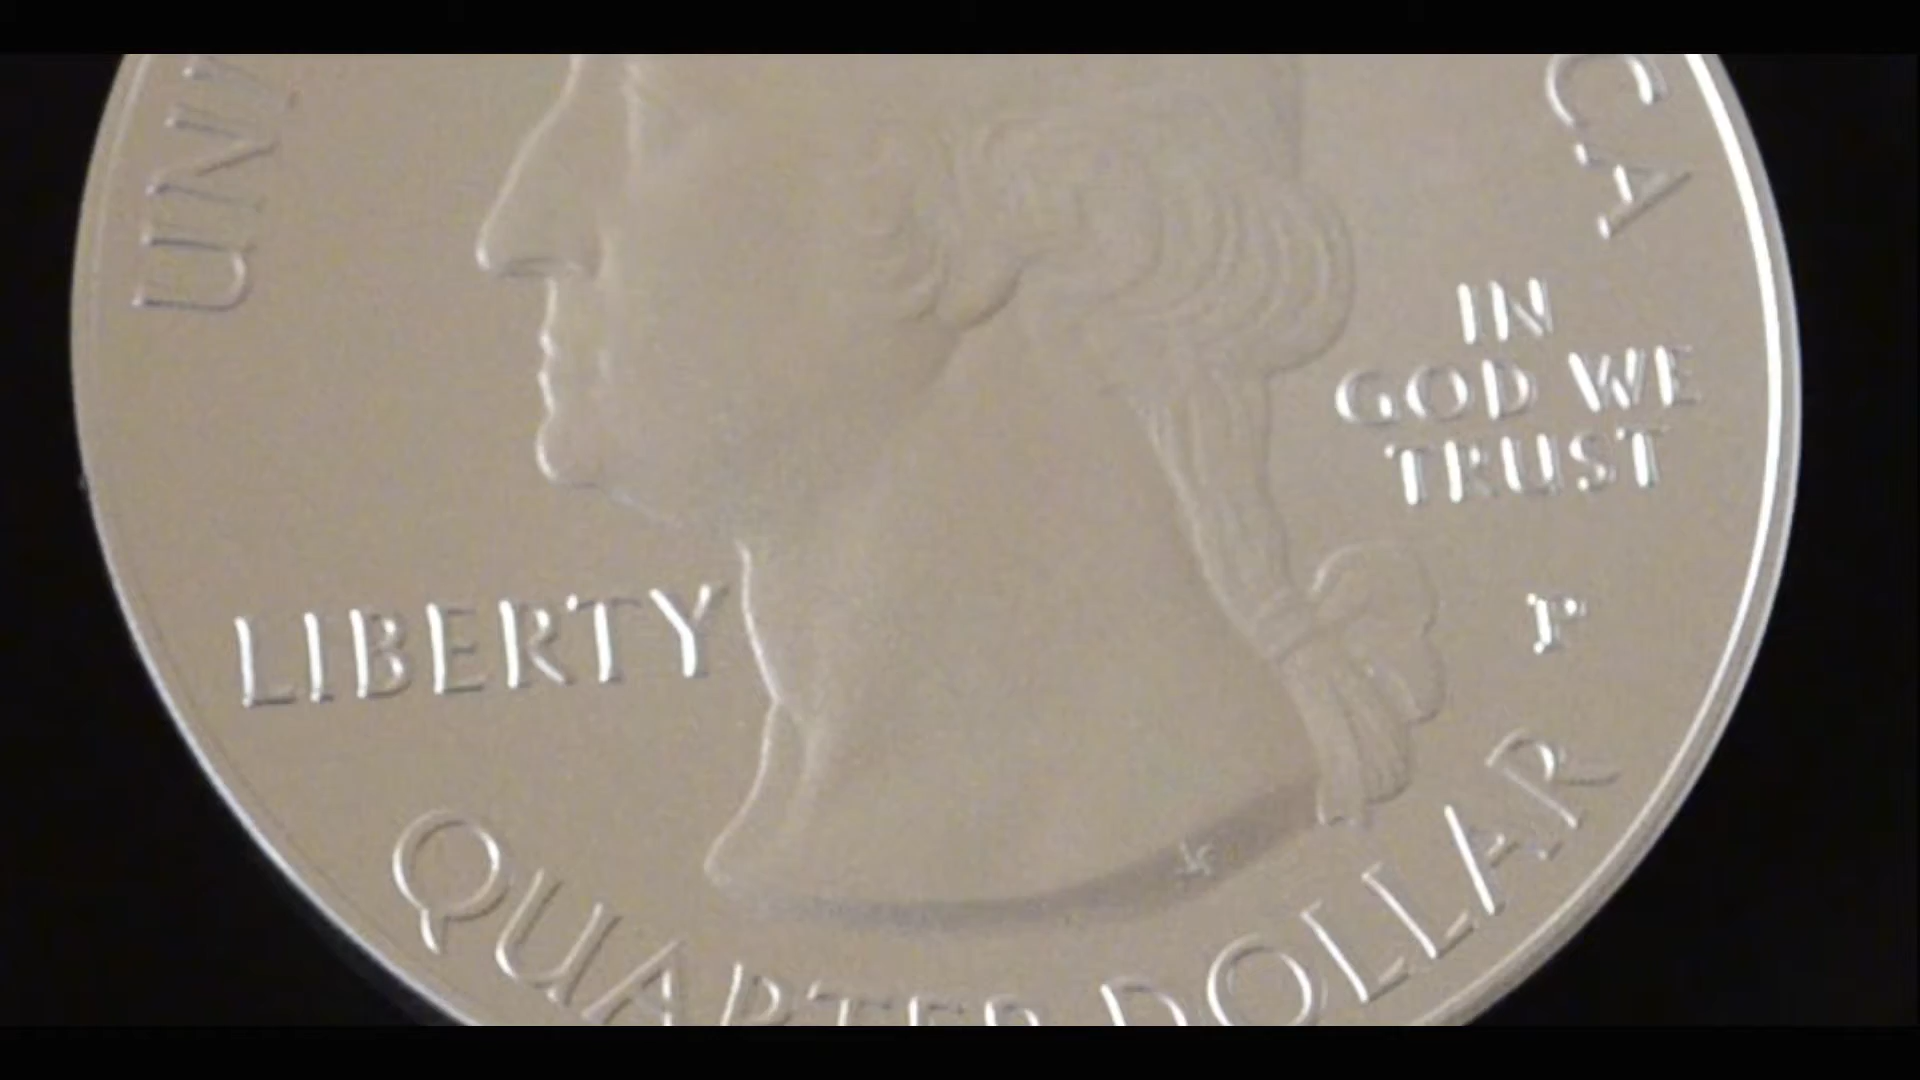 UNI
CA
IN
GOD WE
TRUST
LIBERTY
P
QUARTER DOLLAR